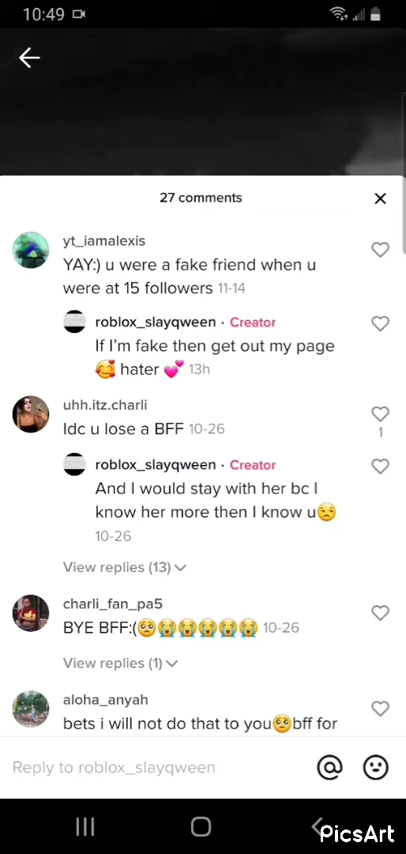 10:49
27 comments
yt_iamalexis
YAY:) u were a fake friend when u
were at 15 followers 11-14
roblox_slayqween · Creator
If I'm fake then get out my page
🥰 hater 💕 13h
uhh.itz.charli
Idc u lose a BFF 10-26
1
roblox_slayqween · Creator
And I would stay with her bc I
know her more then I know u😒
10-26
View replies (13)
charli_fan_pa5
BYE BFF:(🥺😭😭😭😭😭 10-26
View replies (1)
aloha_anyah
bets i will not do that to you🥺bff for
Reply to roblox_slayqween
PicsArt